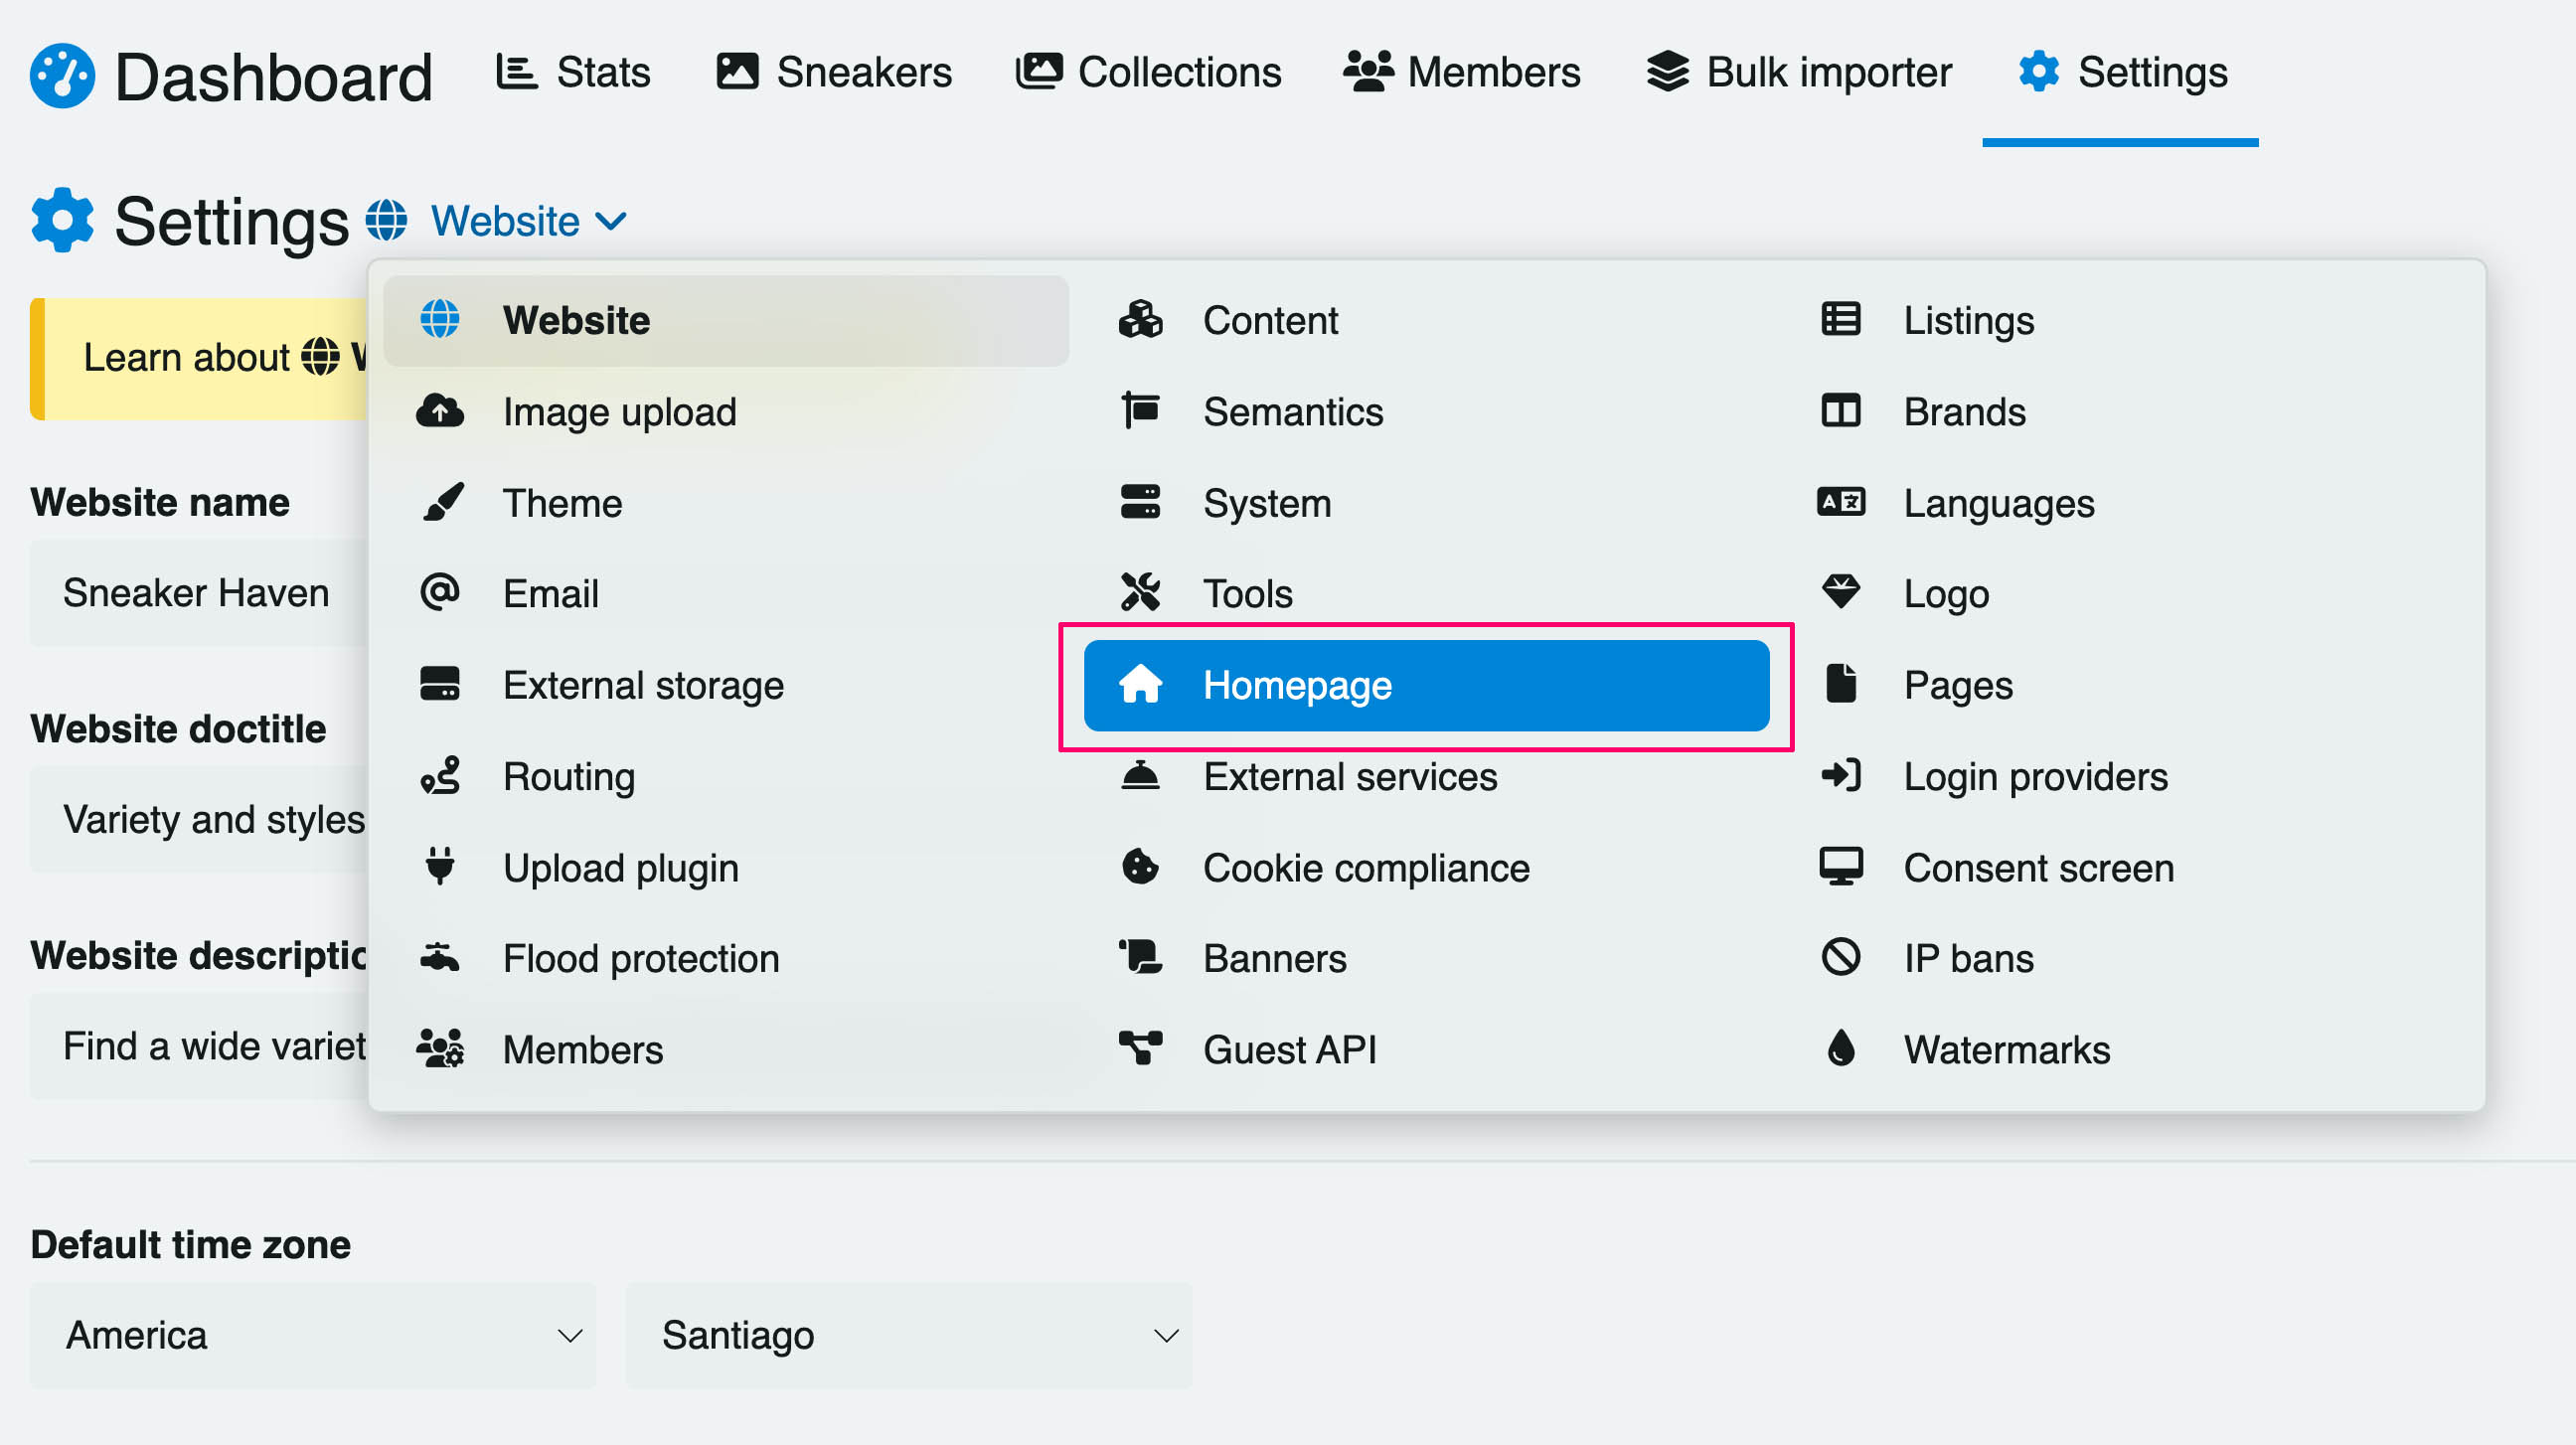 Dashboard Stats Sneakers Collections Members Bulk importer Settings
Settings Website
Website Content Listings
Learn about
Image upload Semantics Brands
Website name
Theme System Languages
Sneaker Haven
Email Tools Logo
External storage Homepage Pages
Website doctitle
Routing External services Login providers
Variety and styles
Upload plugin Cookie compliance Consent screen
Website descriptio
Flood protection Banners IP bans
Find a wide variet
Members Guest API Watermarks
Default time zone
America Santiago